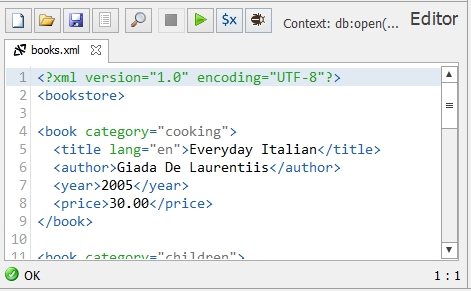 $x Context: db:open(... Editor
books.xml
1 <?xml version="1.0" encoding="UTF-8"?>
2 <bookstore>
3
4 <book category="cooking">
5 <title lang="en">Everyday Italian</title>
6 <author>Giada De Laurentiis</author>
7 <year>2005</year>
8 <price>30.00</price>
9 </book>
10
11 <book category="children">
OK 1 : 1